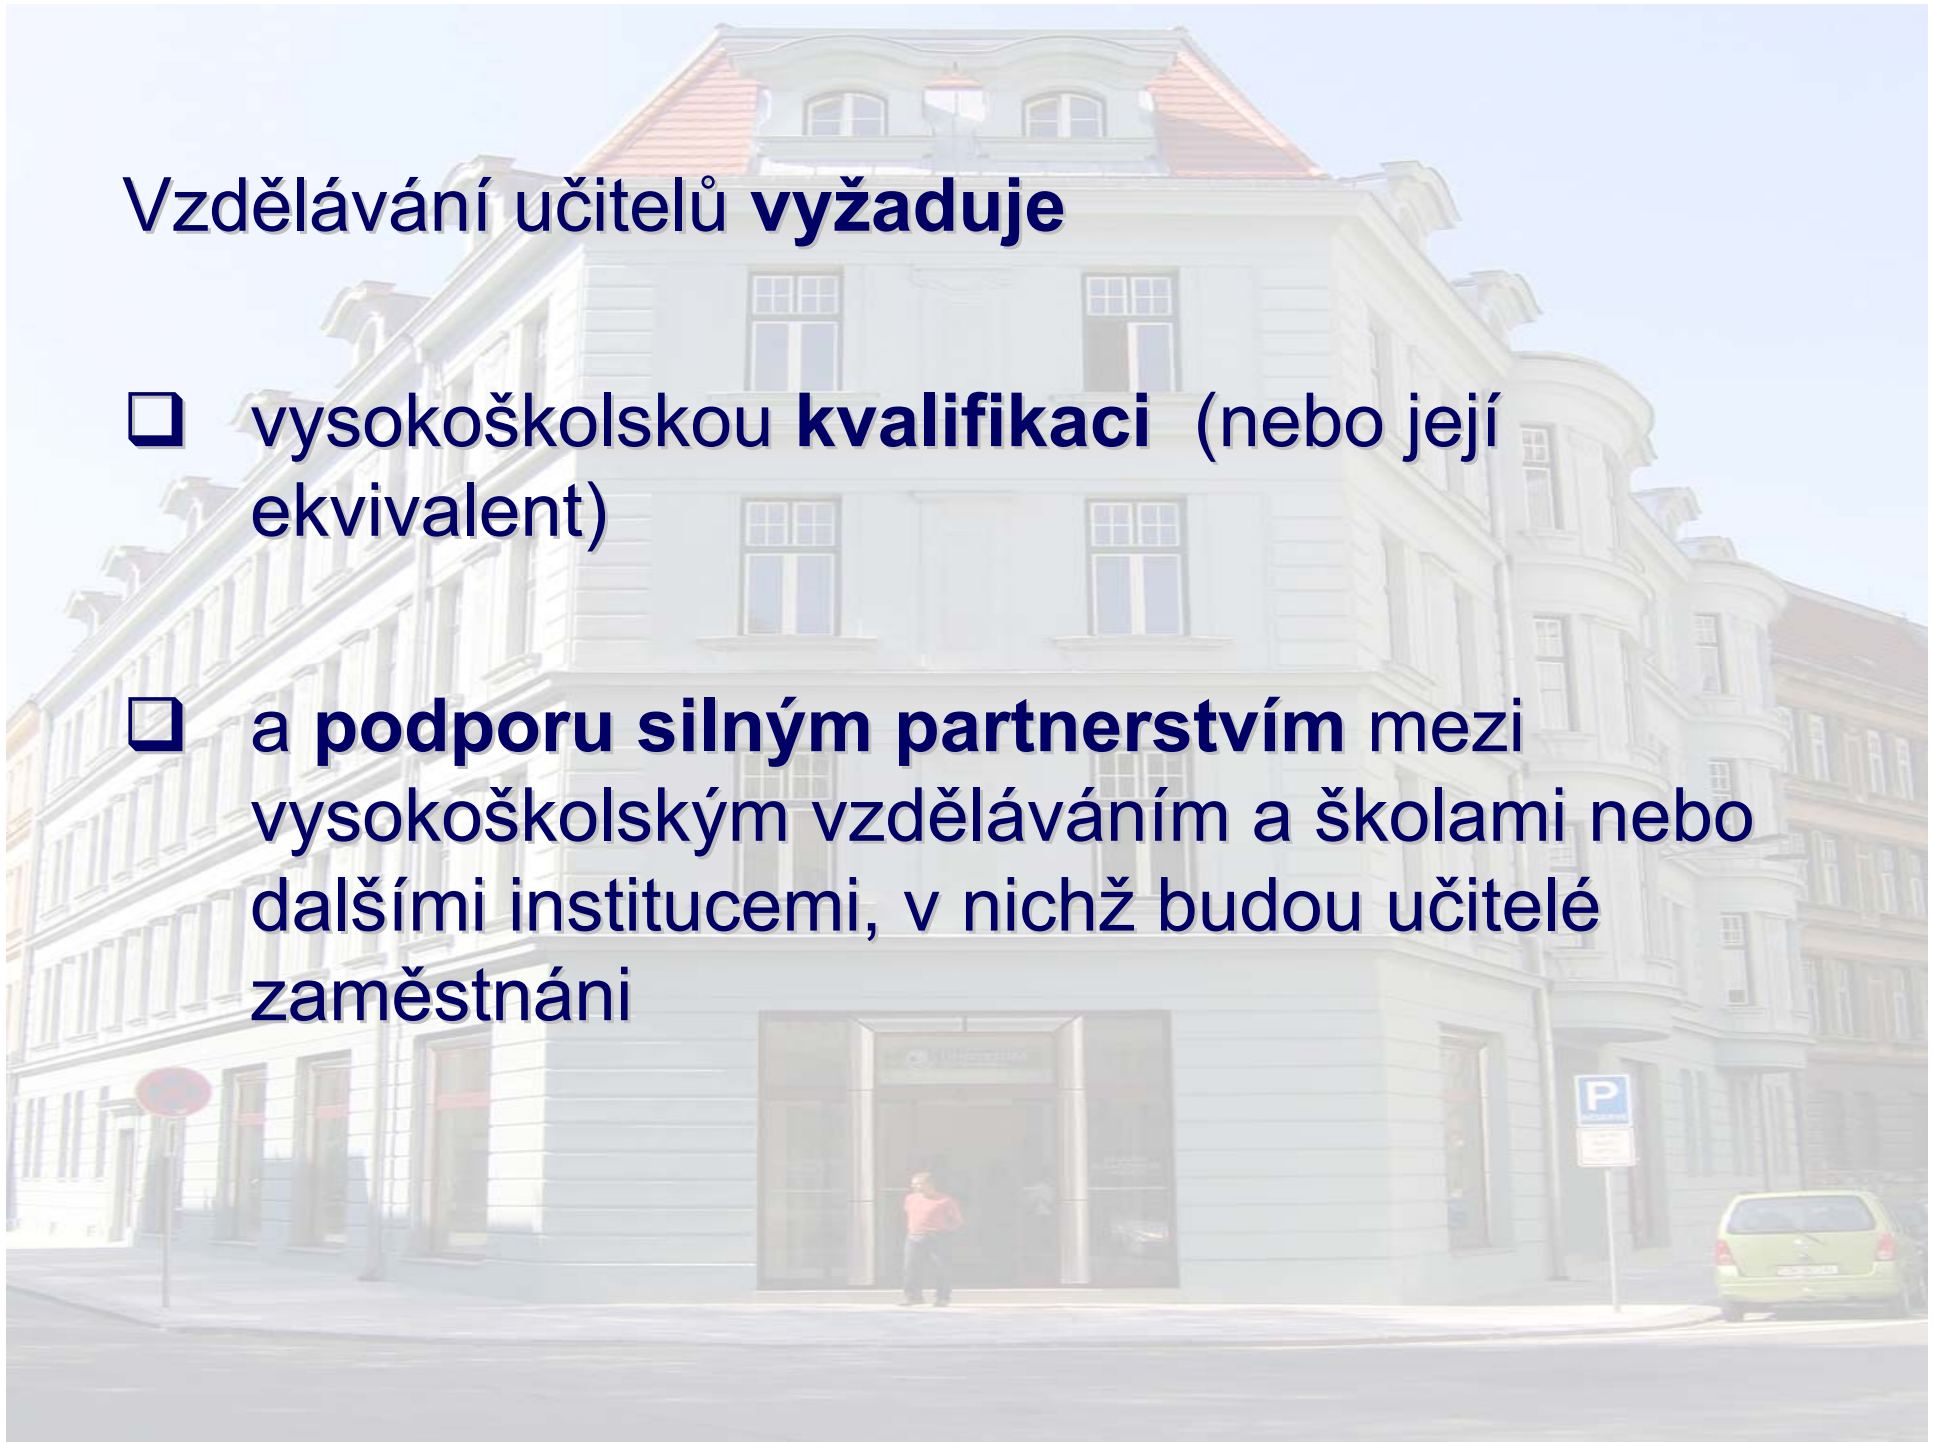 Vzdělávání učitelů vyžaduje
❑ vysokoškolskou kvalifikaci (nebo její
ekvivalent)
❑ a podporu silným partnerstvím mezi
vysokoškolským vzděláváním a školami nebo
dalšími institucemi, v nichž budou učitelé
zaměstnáni
P